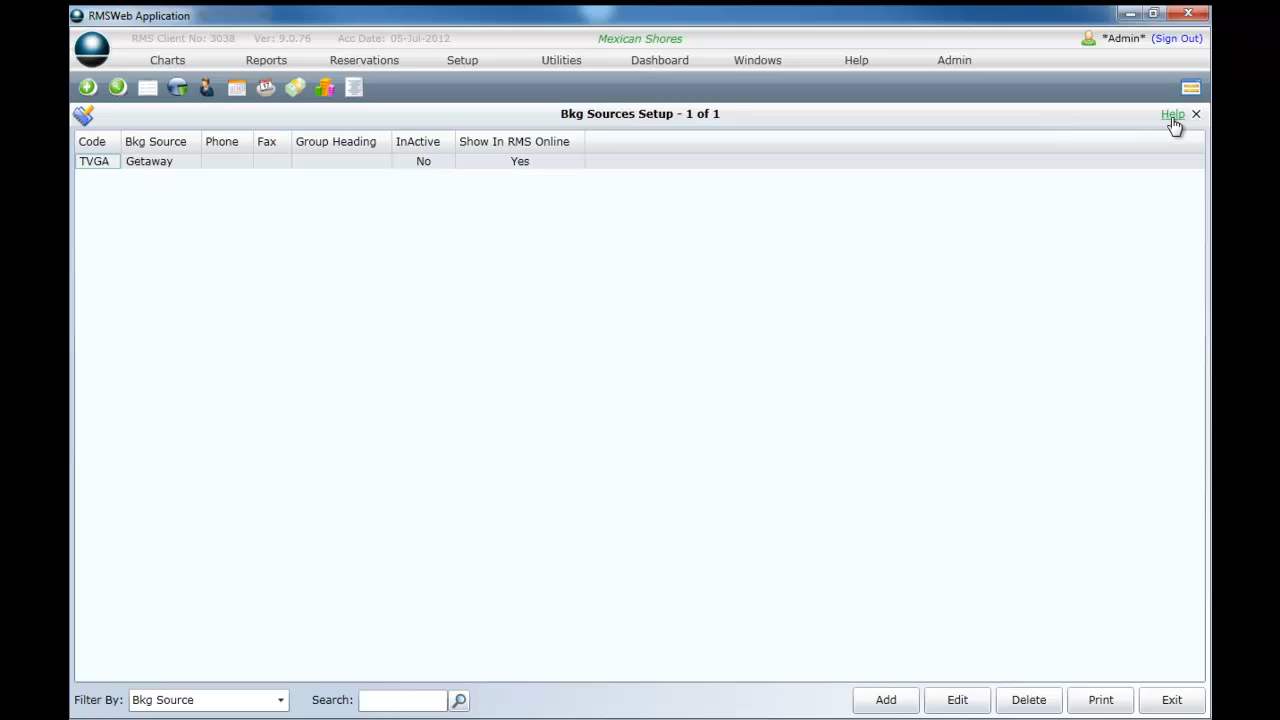 RMSWeb Application
RMS Client No: 3038 Ver: 9.0.76 Acc Date: 05-Jul-2012 Mexican Shores *Admin* (Sign Out)
Charts Reports Reservations Setup Utilities Dashboard Windows Help Admin
Bkg Sources Setup - 1 of 1 Help
Code Bkg Source Phone Fax Group Heading InActive Show In RMS Online
TVGA Getaway No Yes
Filter By: Bkg Source Search: Add Edit Delete Print Exit